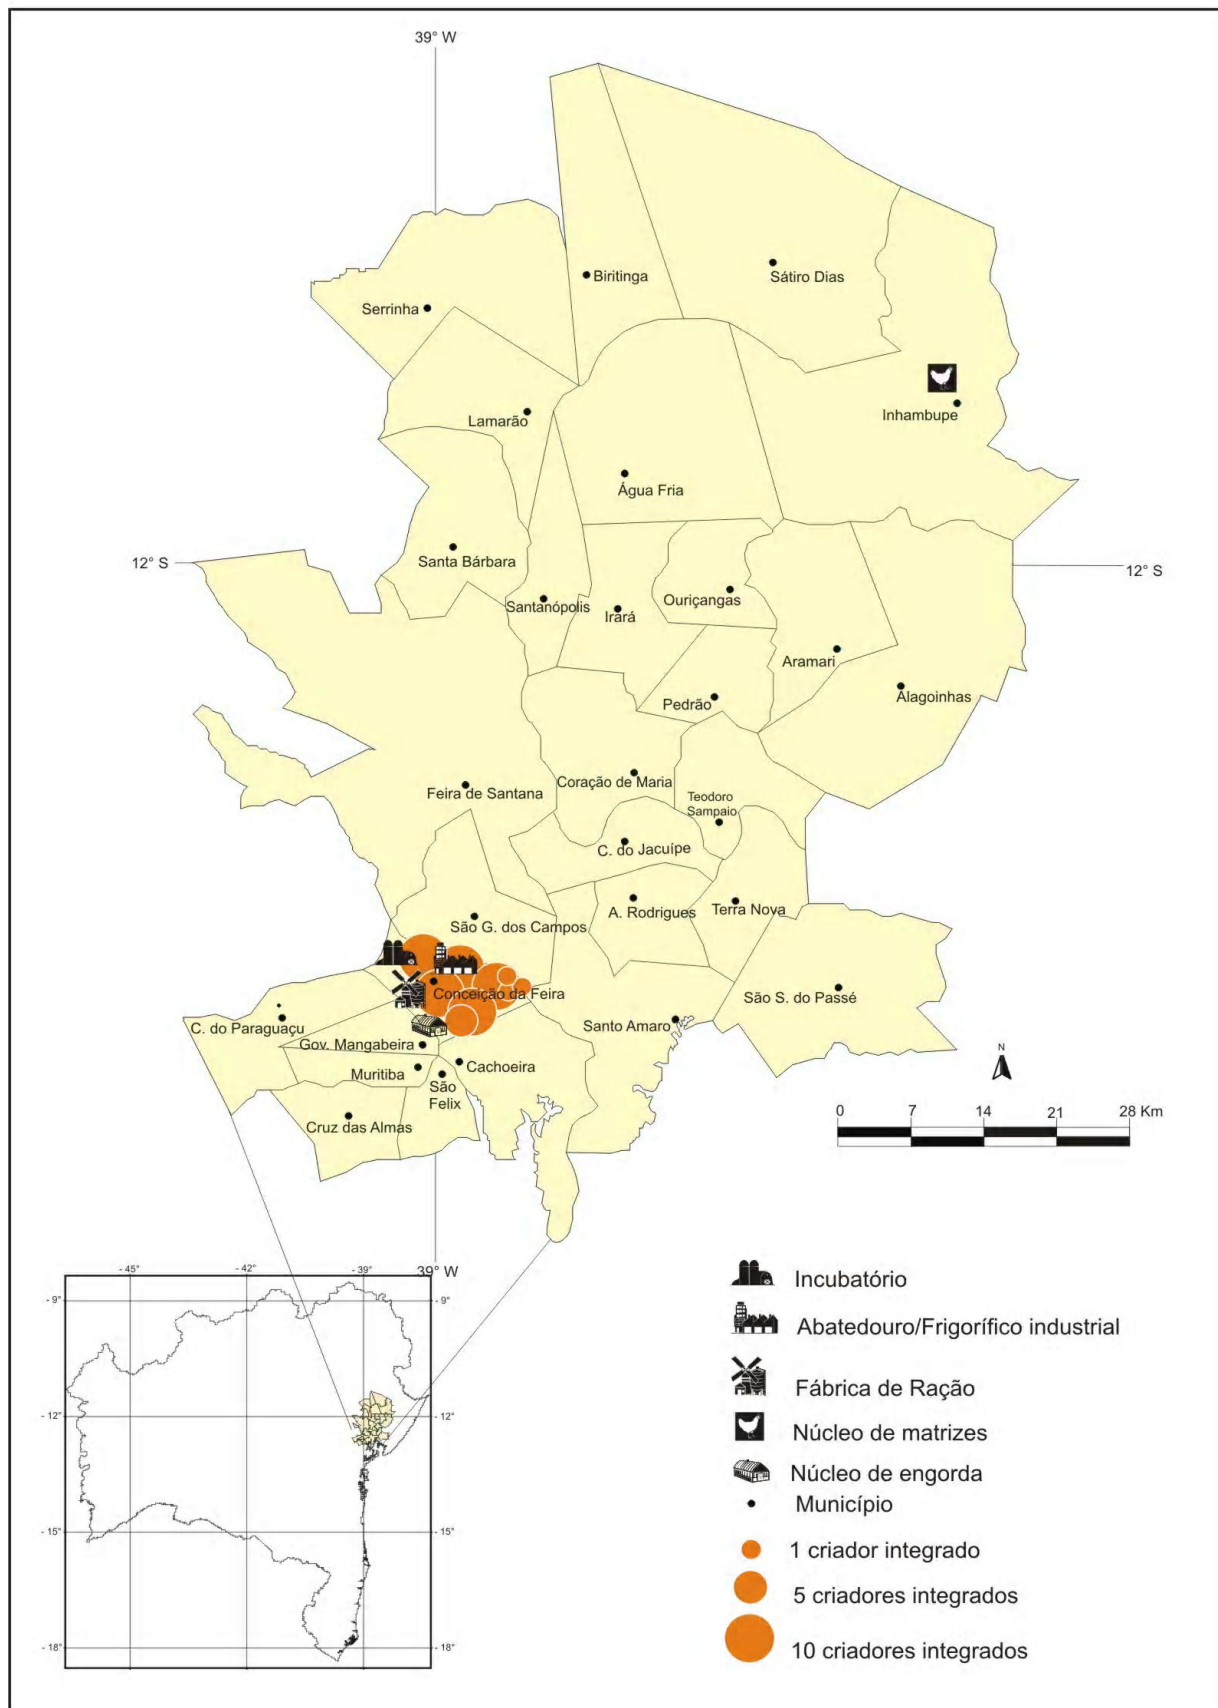 39° W
Biritinga
Sátiro Dias
Serrinha
Inhambupe
Lamarão
Água Fria
12° S
Santa Bárbara
12° S
Santanópolis
Irará
Ouriçangas
Aramari
Alagoinhas
Pedrão
Coração de Maria
Feira de Santana
Teodoro
Sampaio
C. do Jacuípe
A. Rodrigues
Terra Nova
São G. dos Campos
Conceição da Feira
São S. do Passé
C. do Paraguaçu
Santo Amaro
Gov. Mangabeira
Cachoeira
Muritiba
São
Felix
Cruz das Almas
N
0 7 14 21 28 Km
39° W
- 45° - 42° - 39°
- 9° - 9°
- 12° - 12°
- 15° - 15°
- 18° - 18°
Incubatório
Abatedouro/Frigorífico industrial
Fábrica de Ração
Núcleo de matrizes
Núcleo de engorda
Município
1 criador integrado
5 criadores integrados
10 criadores integrados